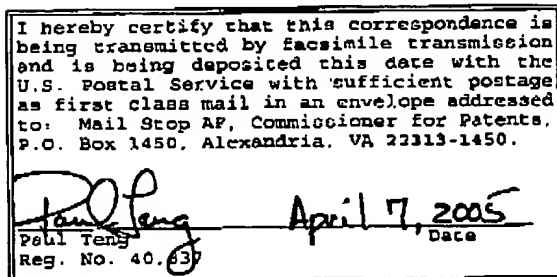 I hereby certify that this correspondence is
being transmitted by facsimile transmission
and is being deposited this date with the
U.S. Postal Service with sufficient postage
as first class mail in an envelope addressed
to: Mail Stop AF, Commissioner for Patents,
P.O. Box 1450, Alexandria, VA 22313-1450.
Paul Teng April 7, 2005
Paul Teng Date
Reg. No. 40,837